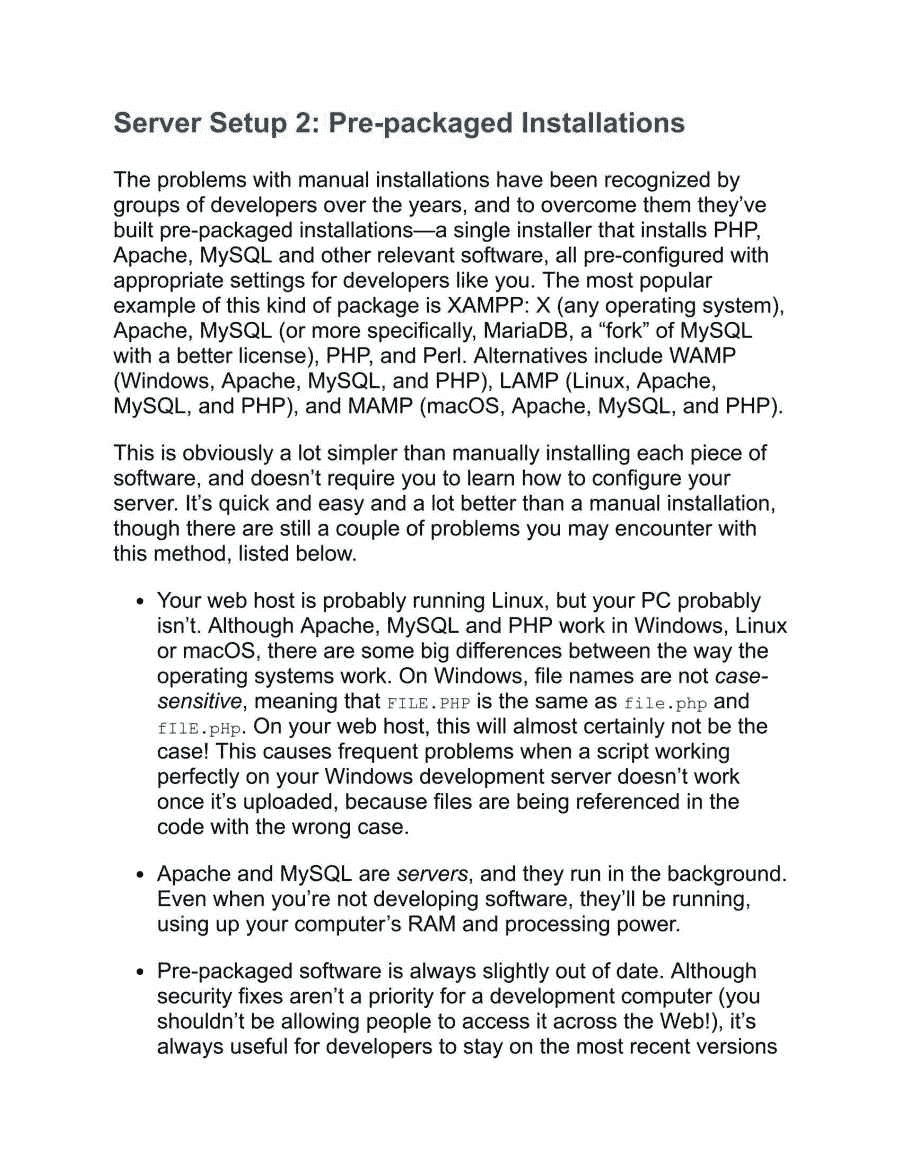 Server Setup 2: Pre-packaged Installations
The problems with manual installations have been recognized by
groups of developers over the years, and to overcome them they’ve
built pre-packaged installations—a single installer that installs PHP,
Apache, MySQL and other relevant software, all pre-configured with
appropriate settings for developers like you. The most popular
example of this kind of package is XAMPP: X (any operating system),
Apache, MySQL (or more specifically, MariaDB, a “fork” of MySQL
with a better license), PHP, and Perl. Alternatives include WAMP
(Windows, Apache, MySQL, and PHP), LAMP (Linux, Apache,
MySQL, and PHP), and MAMP (macOS, Apache, MySQL, and PHP).
This is obviously a lot simpler than manually installing each piece of
software, and doesn’t require you to learn how to configure your
server. It’s quick and easy and a lot better than a manual installation,
though there are still a couple of problems you may encounter with
this method, listed below.
• Your web host is probably running Linux, but your PC probably
isn’t. Although Apache, MySQL and PHP work in Windows, Linux
or macOS, there are some big differences between the way the
operating systems work. On Windows, file names are not case-
sensitive, meaning that FILE.PHP is the same as file.php and
fIlE.pHp. On your web host, this will almost certainly not be the
case! This causes frequent problems when a script working
perfectly on your Windows development server doesn’t work
once it’s uploaded, because files are being referenced in the
code with the wrong case.
• Apache and MySQL are servers, and they run in the background.
Even when you’re not developing software, they’ll be running,
using up your computer’s RAM and processing power.
• Pre-packaged software is always slightly out of date. Although
security fixes aren’t a priority for a development computer (you
shouldn’t be allowing people to access it across the Web!), it’s
always useful for developers to stay on the most recent versions